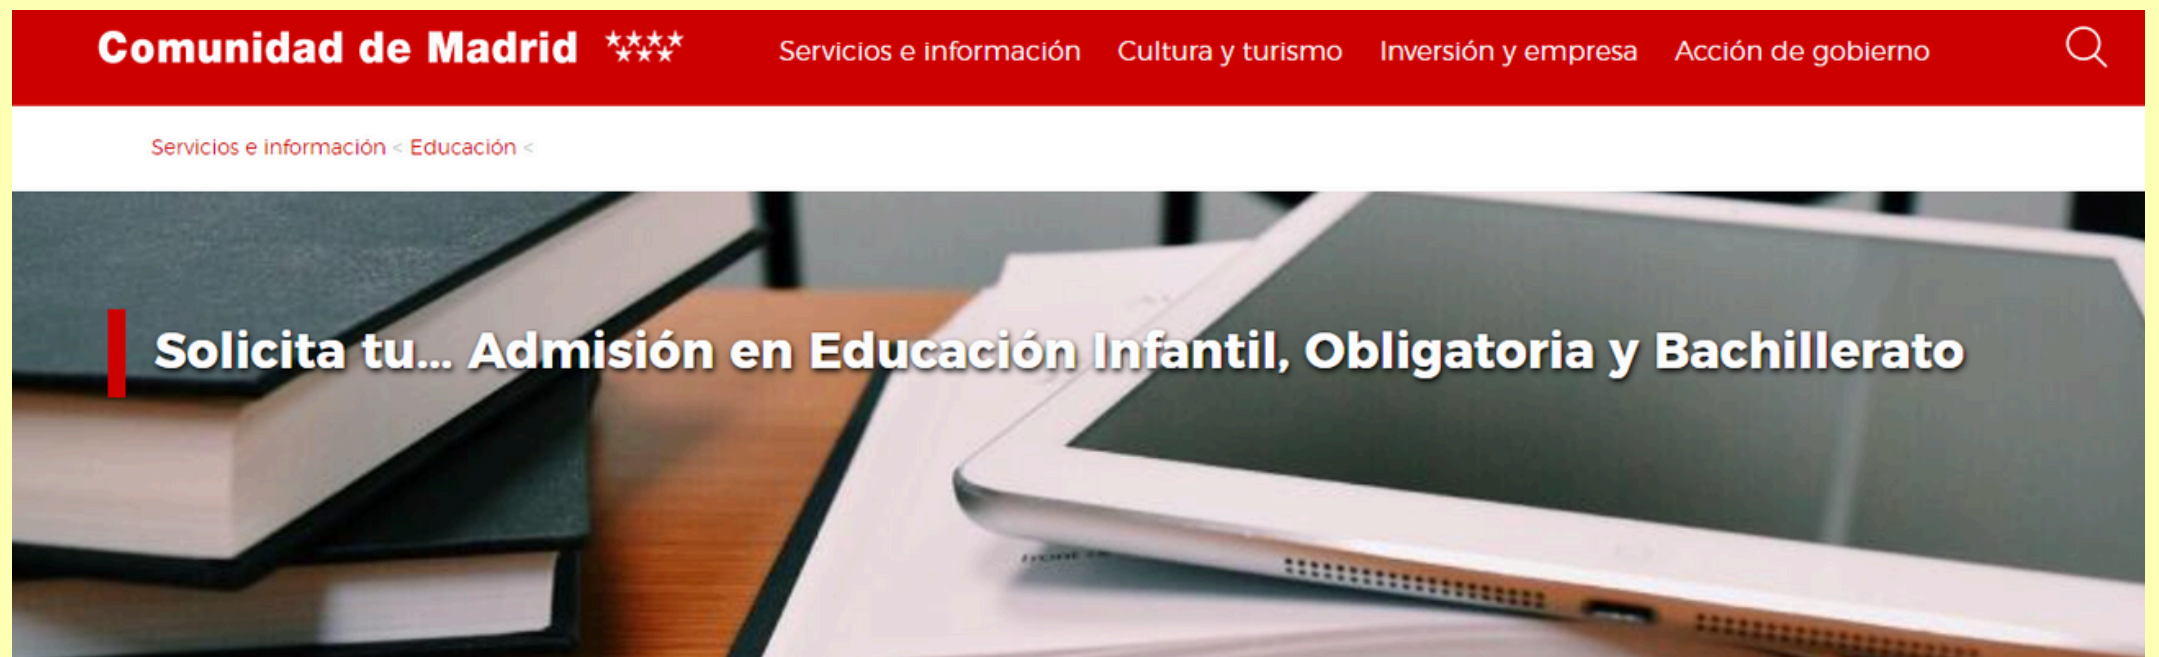 Comunidad de Madrid Servicios e información Cultura y turismo Inversión y empresa Acción de gobierno
Servicios e información < Educación <
Solicita tu... Admisión en Educación Infantil, Obligatoria y Bachillerato